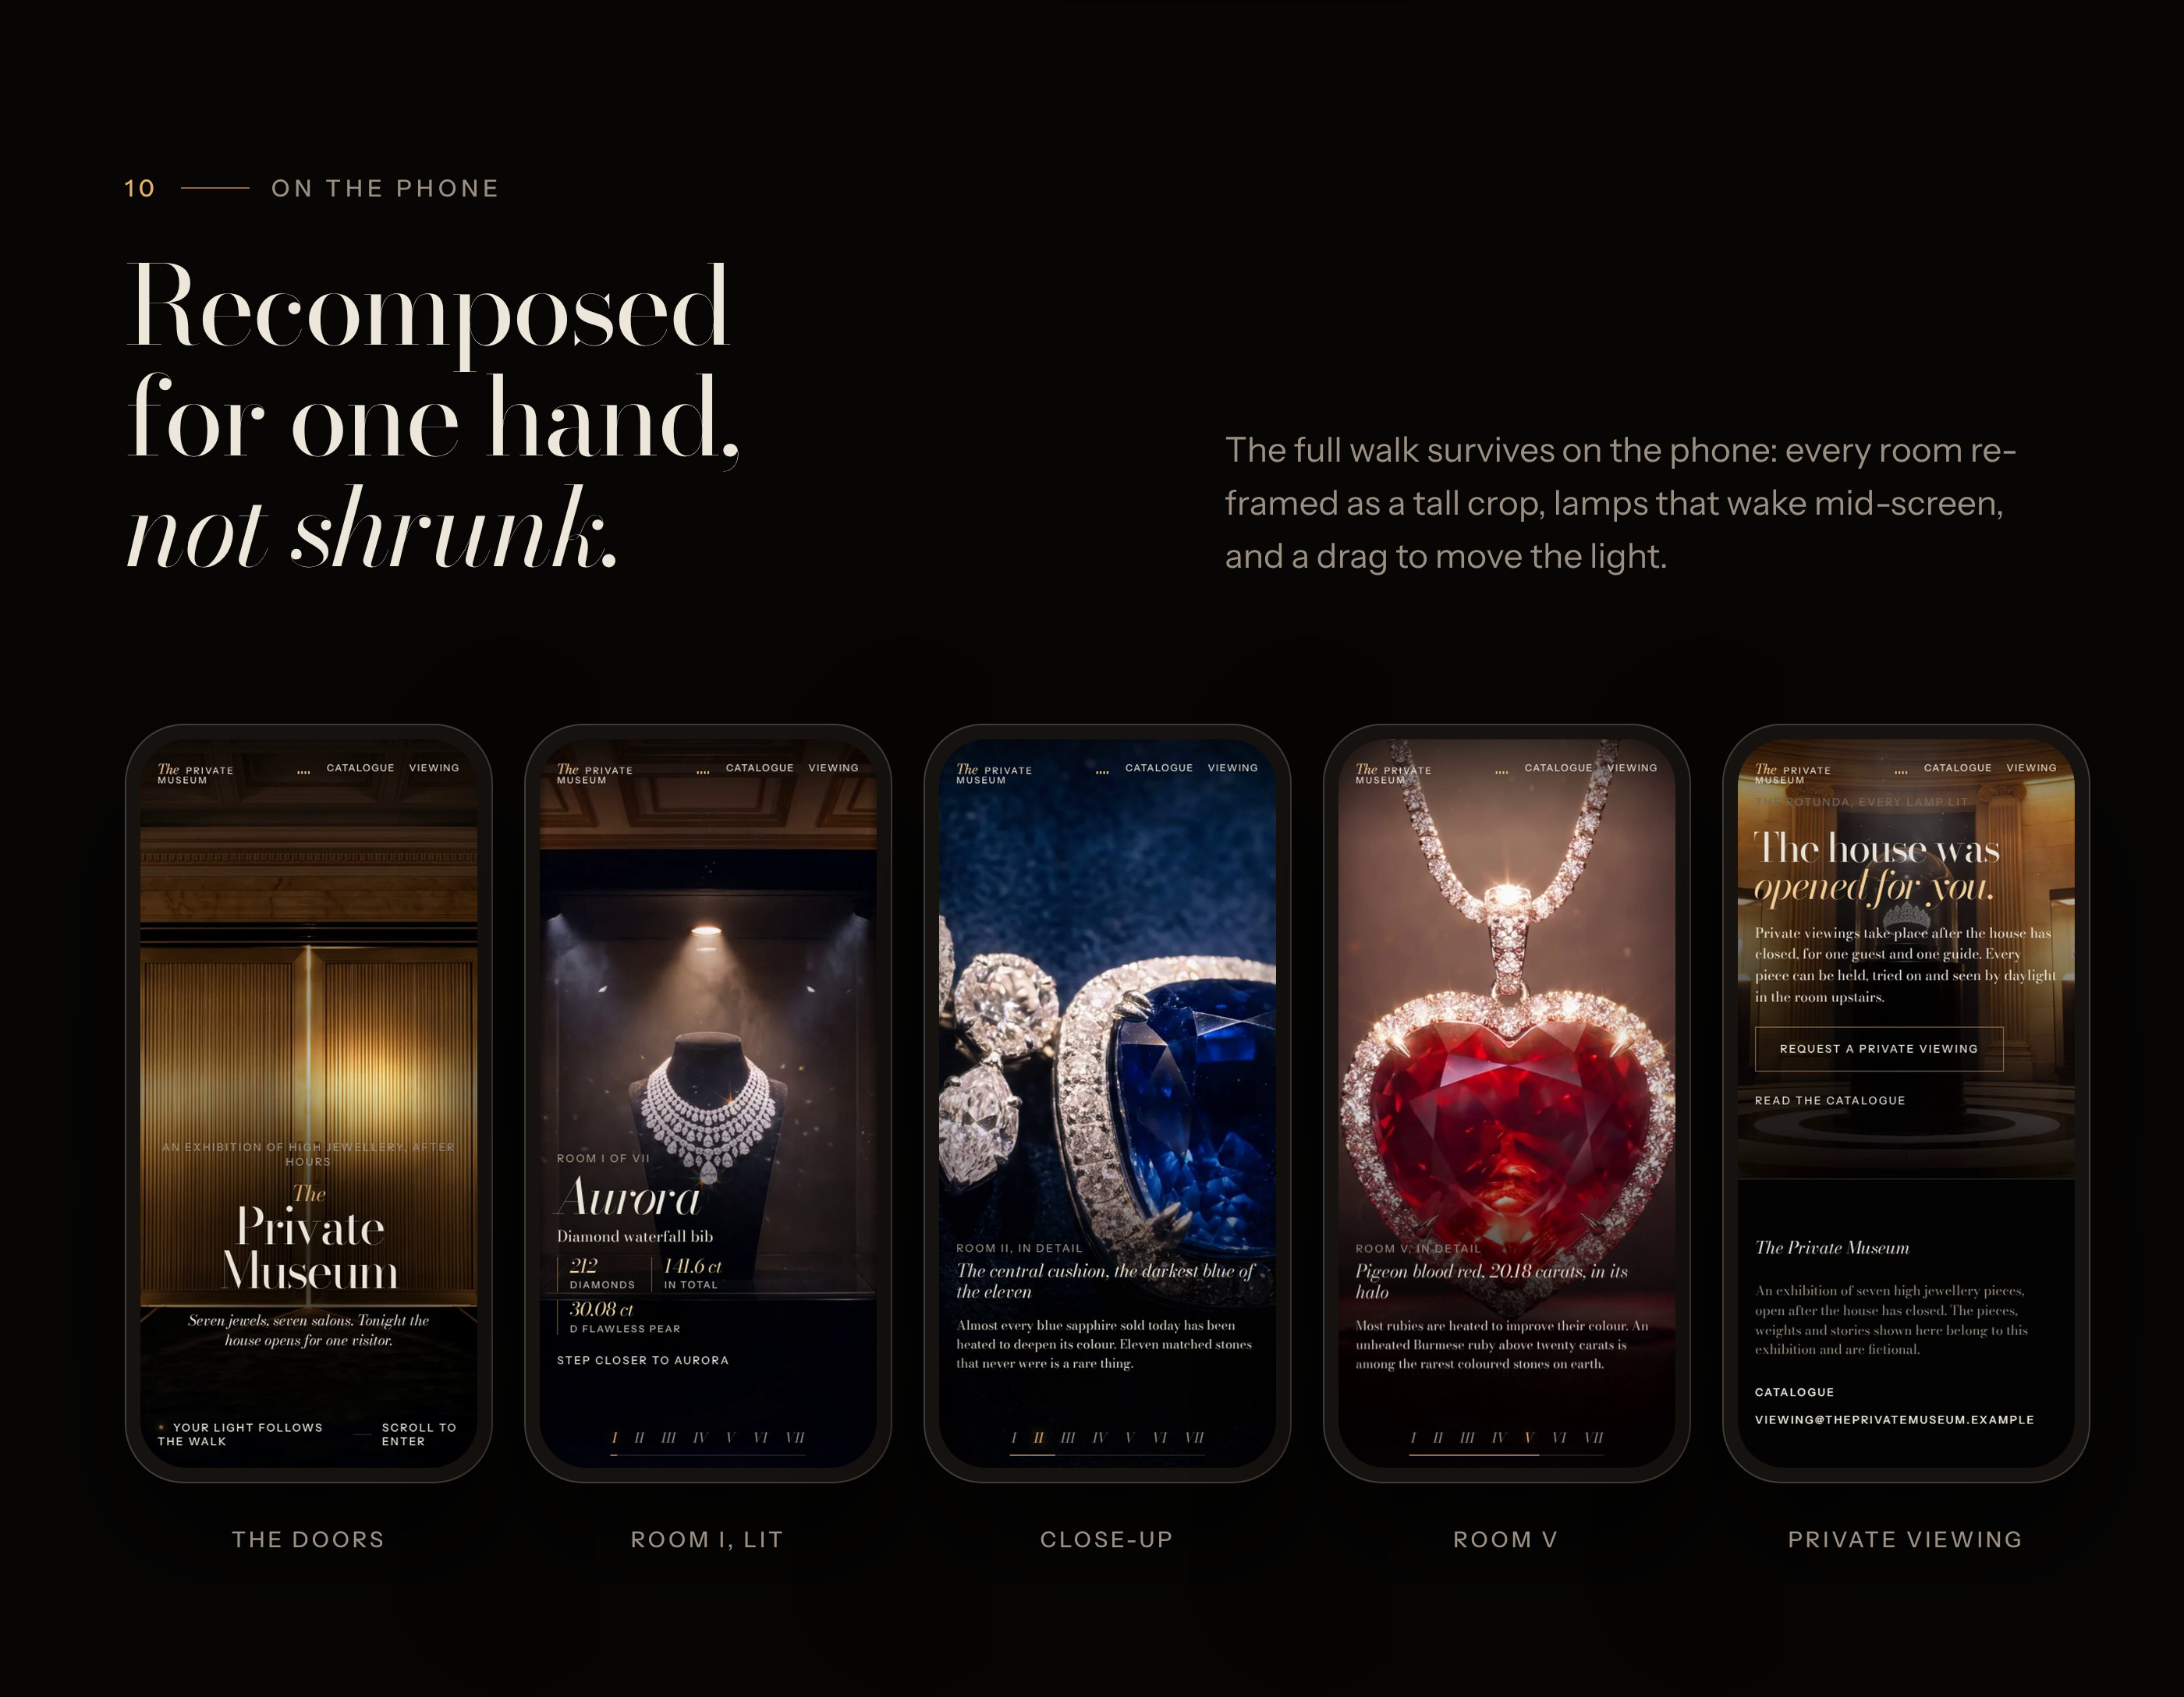 10 ON THE PHONE
Recomposed
for one hand,
not shrunk.
The full walk survives on the phone: every room re-
framed as a tall crop, lamps that wake mid-screen,
and a drag to move the light.
The PRIVATE
MUSEUM
CATALOGUE VIEWING
AN EXHIBITION OF HIGH JEWELLERY, AFTER
HOURS
The
Private
Museum
Seven jewels, seven salons. Tonight the
house opens for one visitor.
YOUR LIGHT FOLLOWS
THE WALK
SCROLL TO
ENTER
THE DOORS
The PRIVATE
MUSEUM
CATALOGUE VIEWING
ROOM I OF VII
Aurora
Diamond waterfall bib
212
DIAMONDS
141.6 ct
IN TOTAL
30.08 ct
D FLAWLESS PEAR
STEP CLOSER TO AURORA
I II III IV V VI VII
ROOM I, LIT
The PRIVATE
MUSEUM
CATALOGUE VIEWING
ROOM II, IN DETAIL
The central cushion, the darkest blue of
the eleven
Almost every blue sapphire sold today has been
heated to deepen its colour. Eleven matched stones
that never were is a rare thing.
I II III IV V VI VII
CLOSE-UP
The PRIVATE
MUSEUM
CATALOGUE VIEWING
ROOM V, IN DETAIL
Pigeon blood red, 20.18 carats, in its
halo
Most rubies are heated to improve their colour. An
unheated Burmese ruby above twenty carats is
among the rarest coloured stones on earth.
I II III IV V VI VII
ROOM V
The PRIVATE
MUSEUM
CATALOGUE VIEWING
THE ROTUNDA, EVERY LAMP LIT
The house was
opened for you.
Private viewings take place after the house has
closed, for one guest and one guide. Every
piece can be held, tried on and seen by daylight
in the room upstairs.
REQUEST A PRIVATE VIEWING
READ THE CATALOGUE
The Private Museum
An exhibition of seven high jewellery pieces,
open after the house has closed. The pieces,
weights and stories shown here belong to this
exhibition and are fictional.
CATALOGUE
VIEWING@THEPRIVATEMUSEUM.EXAMPLE
PRIVATE VIEWING